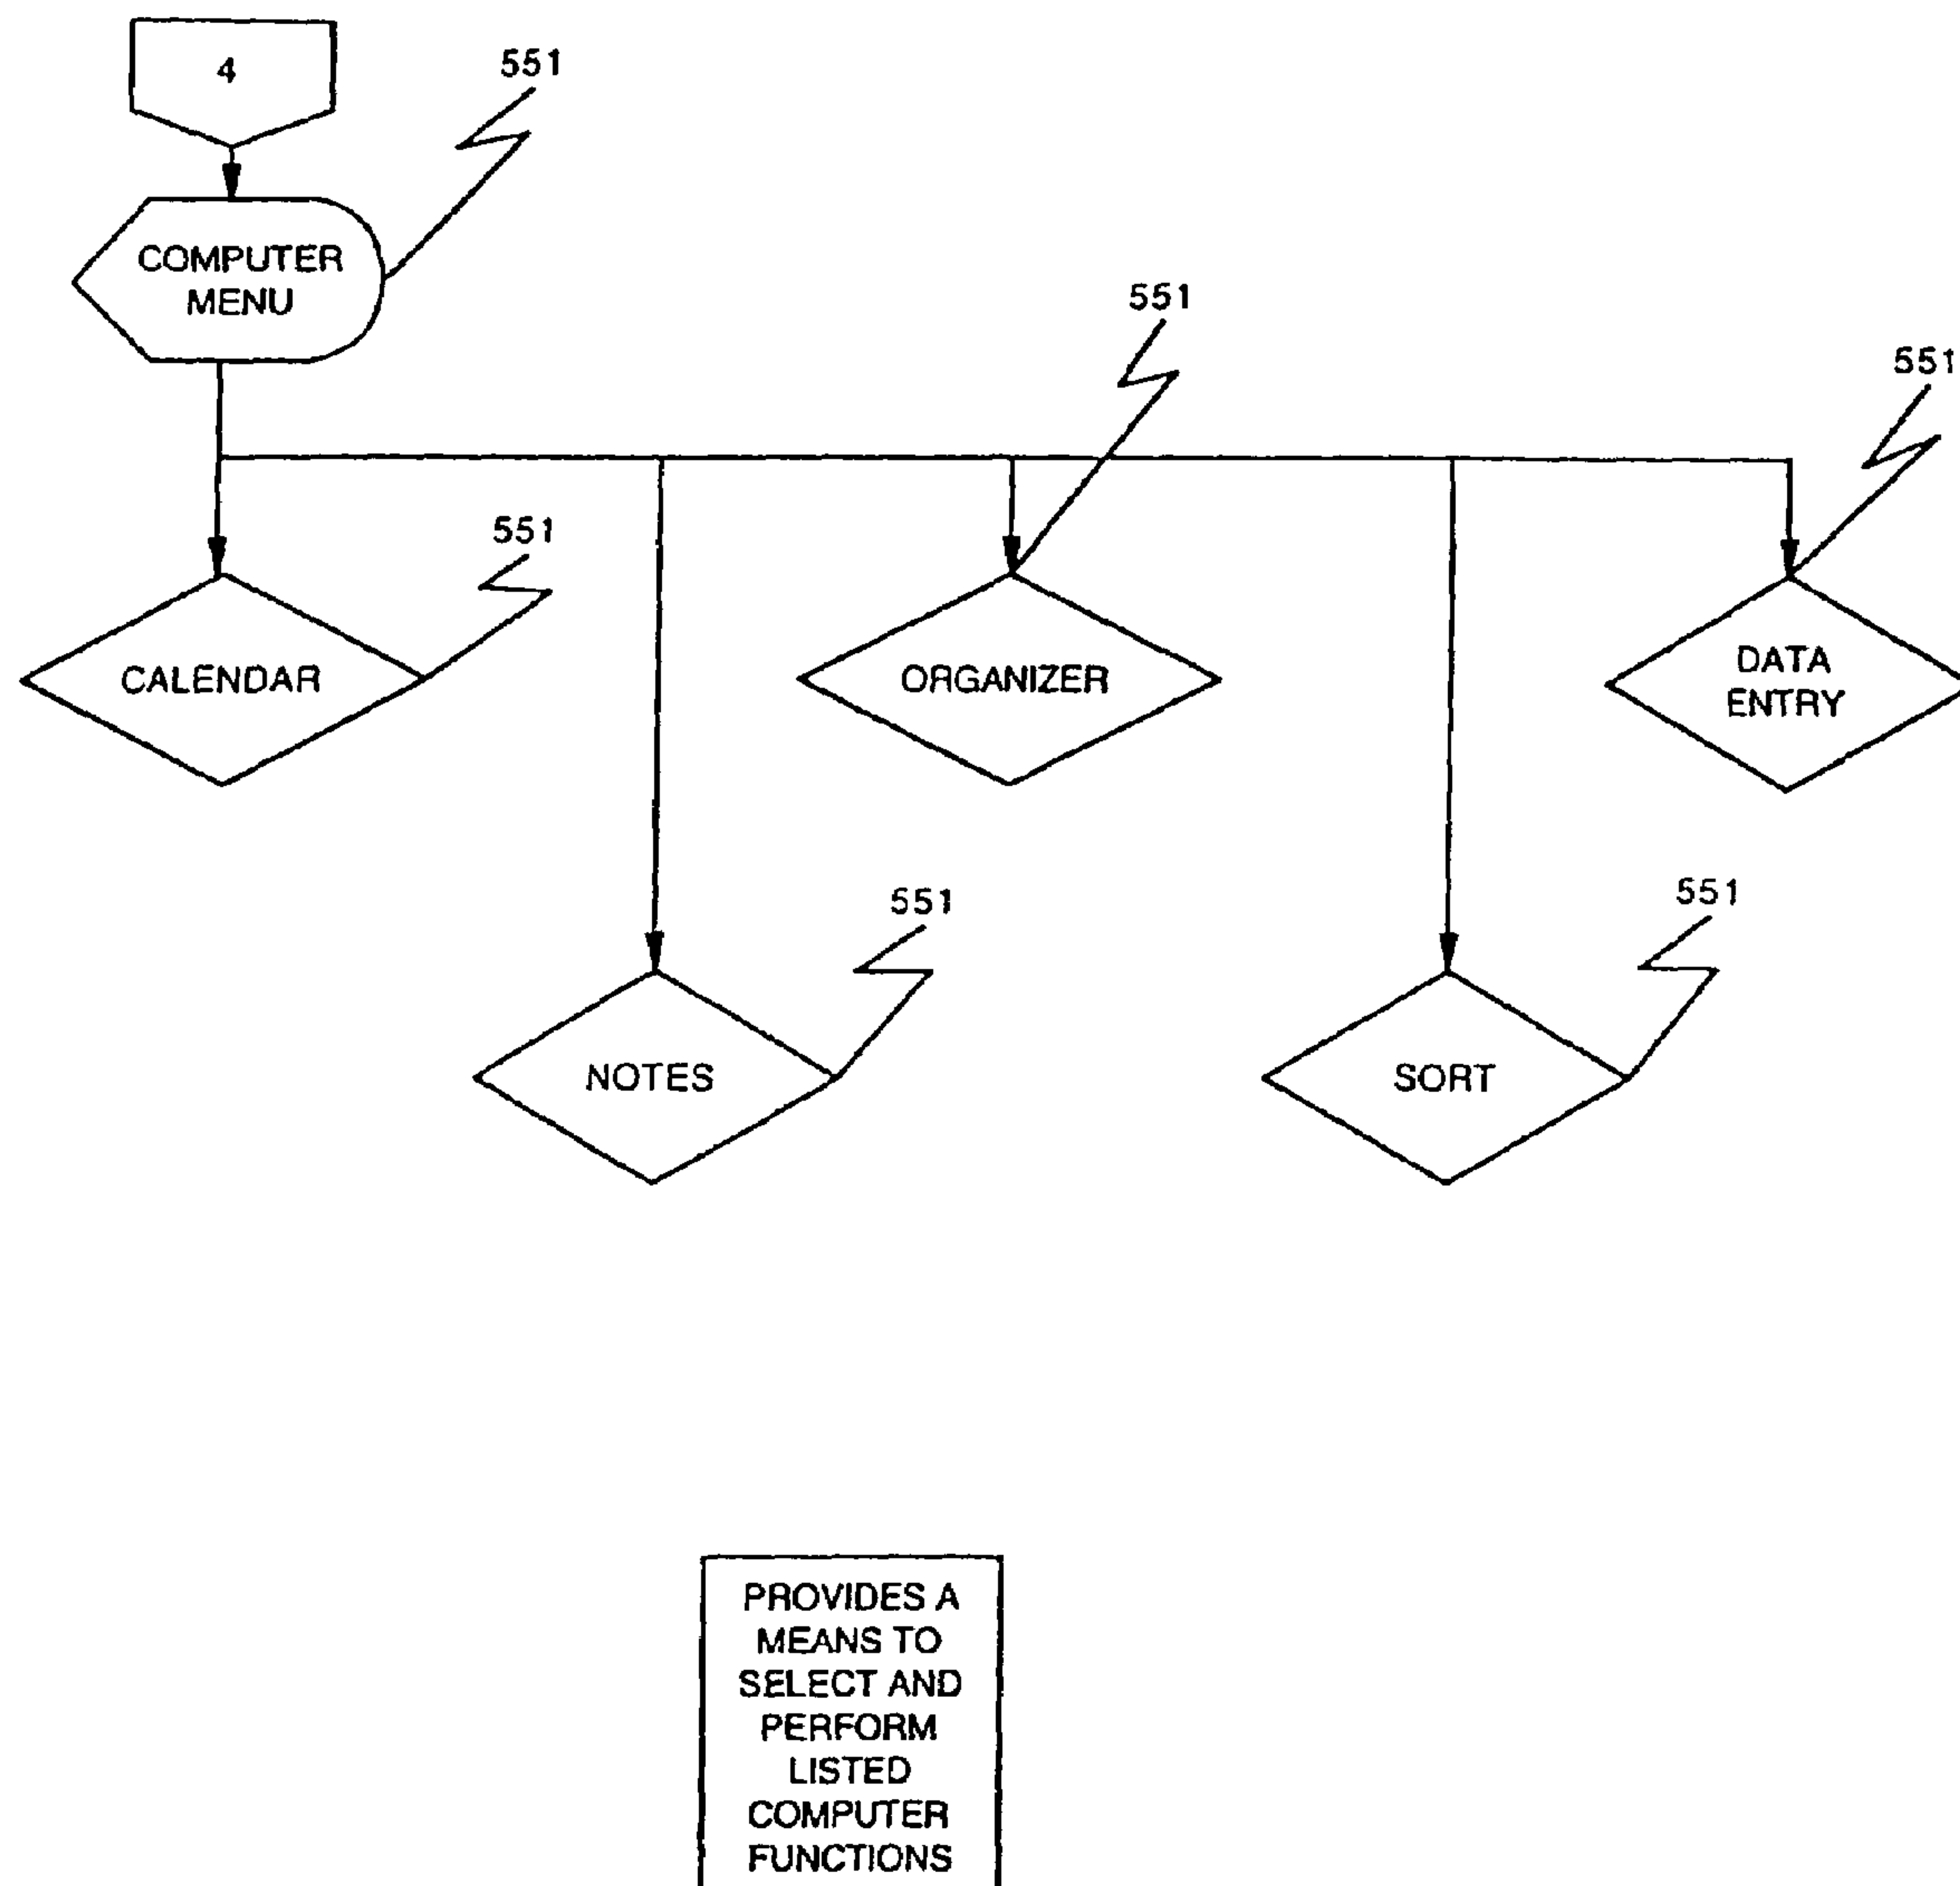 4
551
COMPUTER
MENU
551
551
551
CALENDAR
ORGANIZER
DATA
ENTRY
551
551
NOTES
SORT
PROVIDES A
MEANS TO
SELECT AND
PERFORM
LISTED
COMPUTER
FUNCTIONS